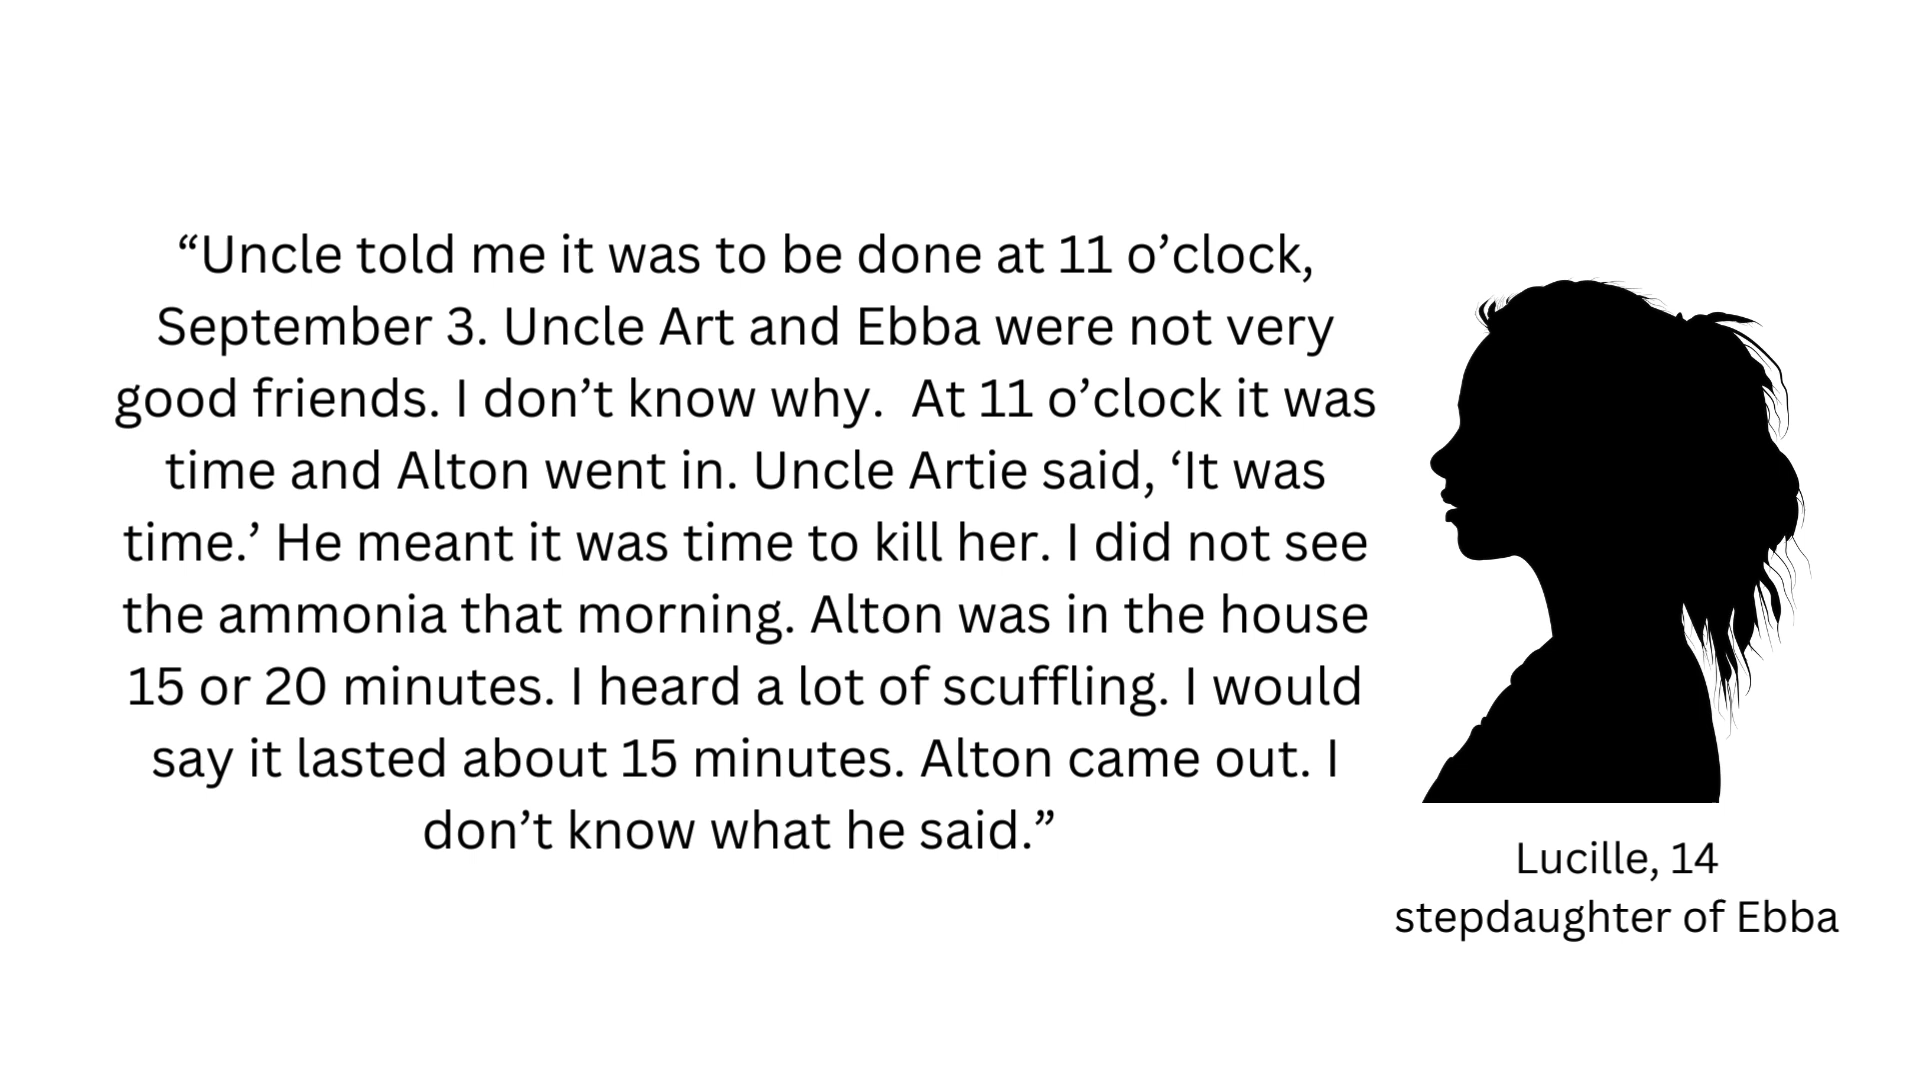 “Uncle told me it was to be done at 11 o’clock,
September 3. Uncle Art and Ebba were not very
good friends. I don’t know why.  At 11 o’clock it was
time and Alton went in. Uncle Artie said, ‘It was
time.’ He meant it was time to kill her. I did not see
the ammonia that morning. Alton was in the house
15 or 20 minutes. I heard a lot of scuffling. I would
say it lasted about 15 minutes. Alton came out. I
don’t know what he said.”
Lucille, 14
stepdaughter of Ebba